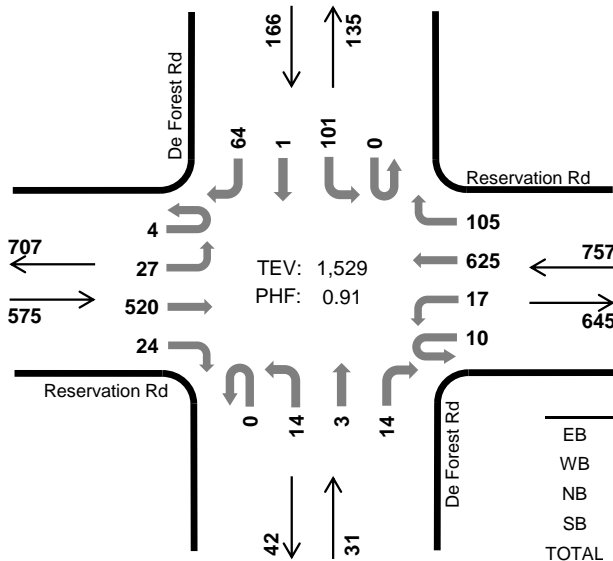 166
135
De Forest Rd
64
1
101
0
Reservation Rd
4
105
707
27
TEV: 1,529
625
757
PHF: 0.91
575
520
17
645
24
10
Reservation Rd
0
14
3
14
De Forest Rd
EB
WB
NB
SB
42
31
TOTAL